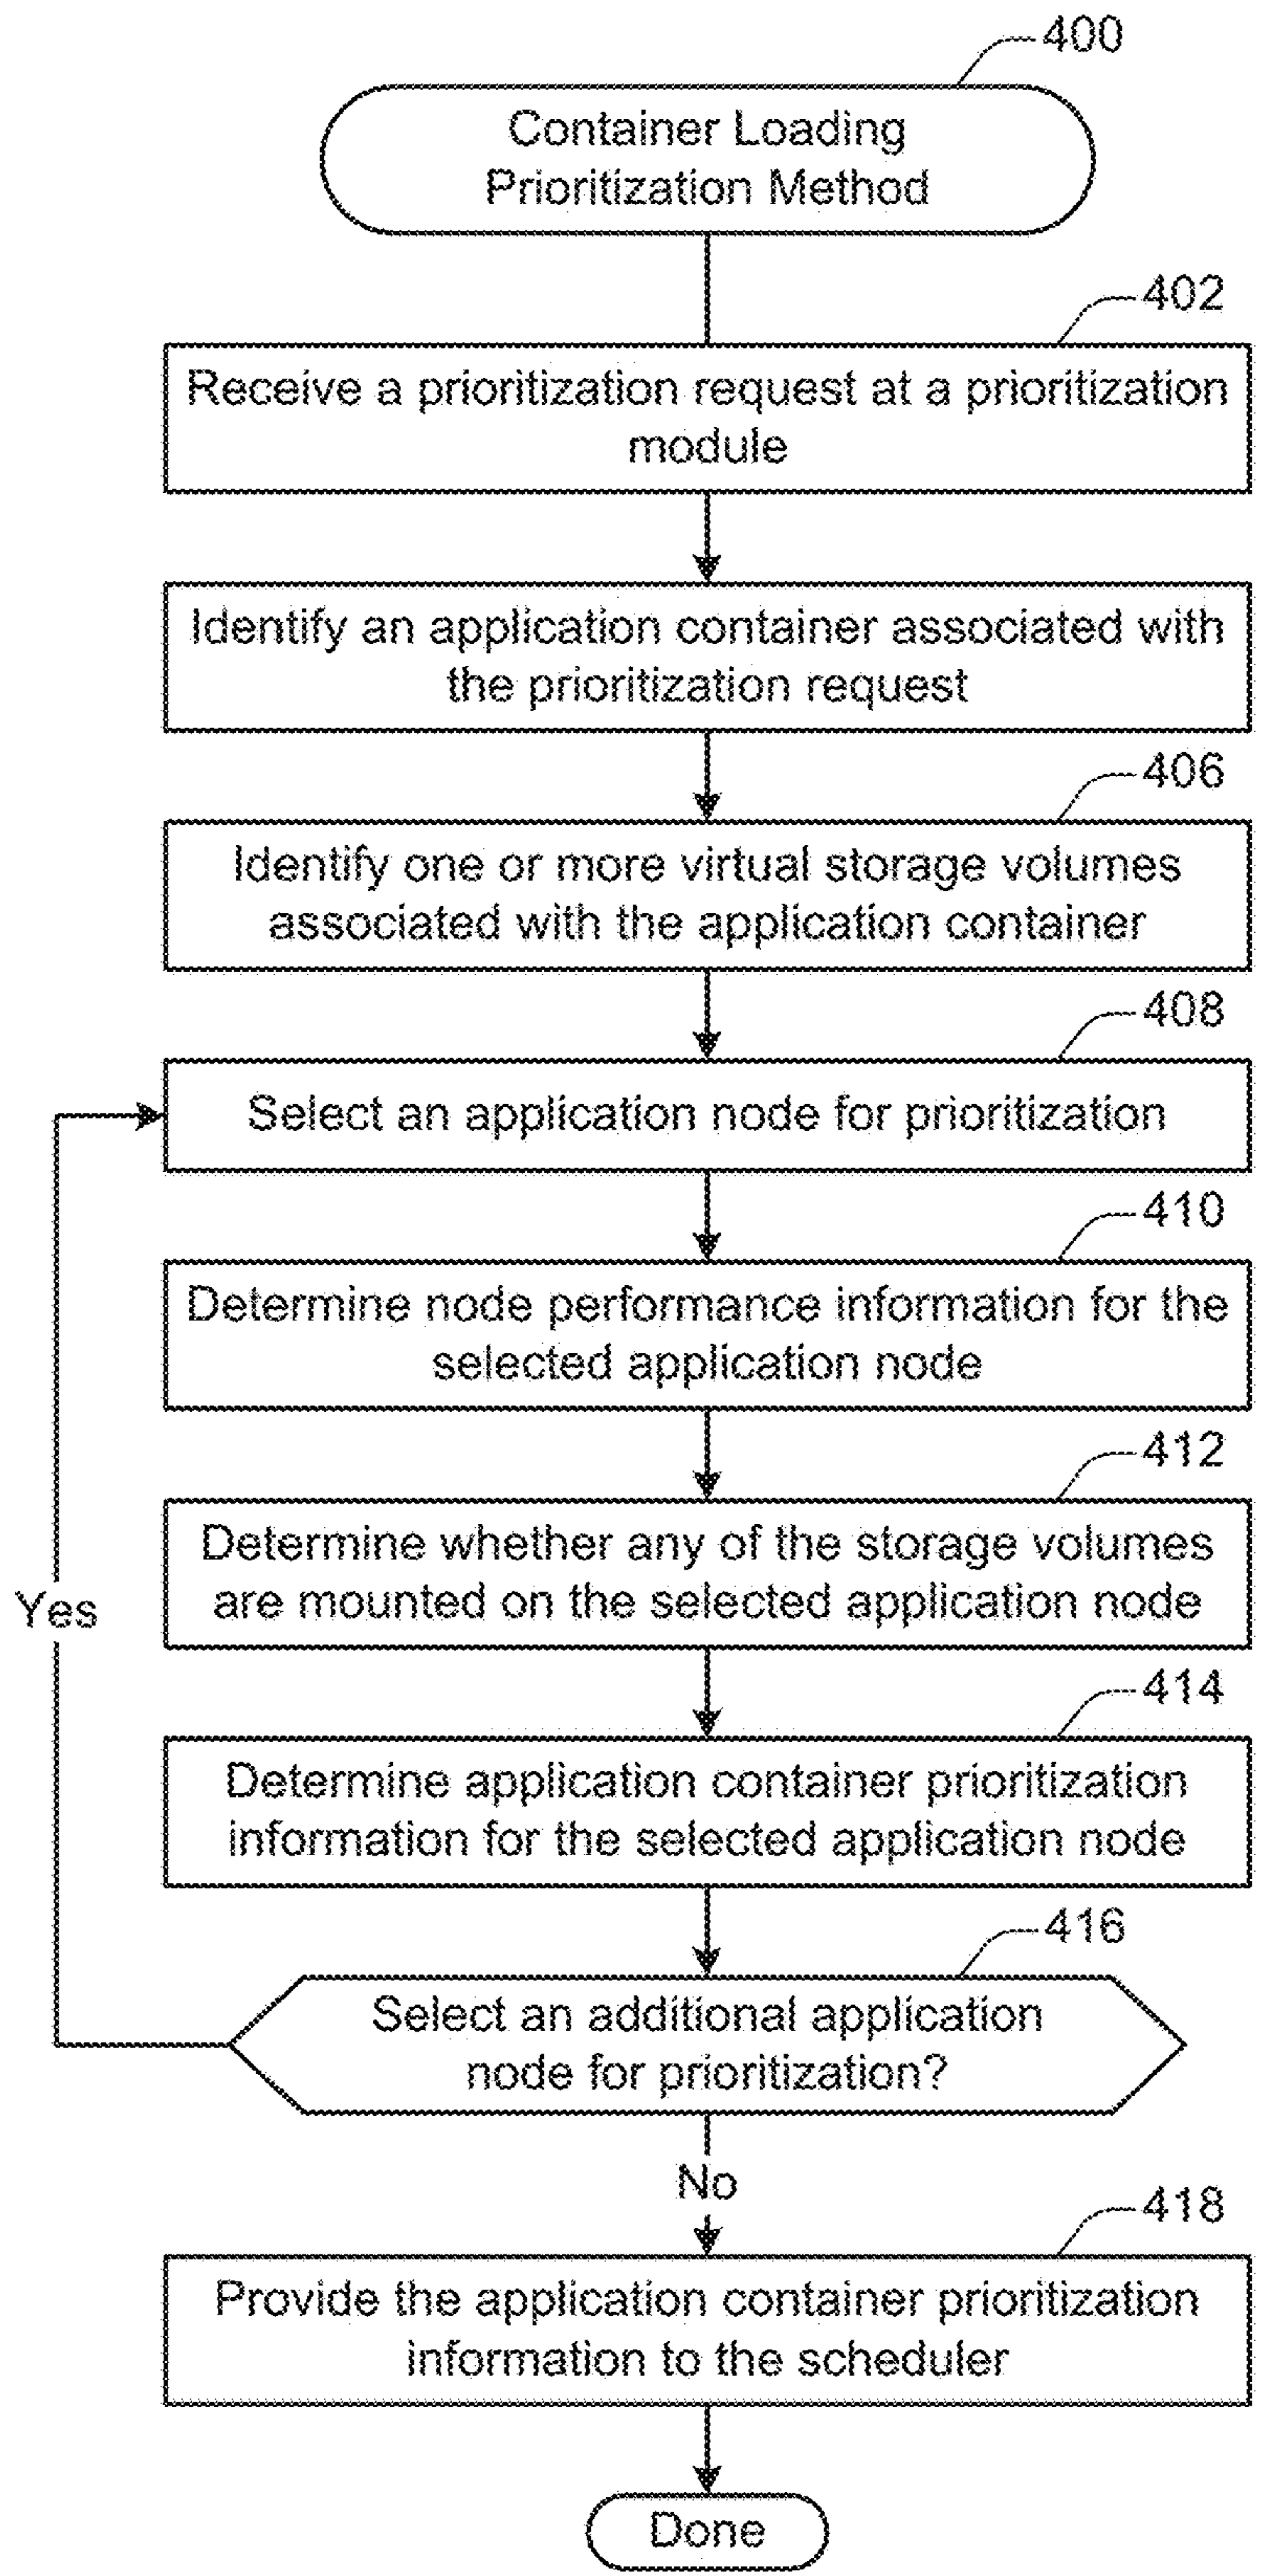 400
Container Loading
Prioritization Method
402
Receive a prioritization request at a prioritization
module
Identify an application container associated with
the prioritization request
406
Identify one or more virtual storage volumes
associated with the application container
408
Select an application node for prioritization
410
Determine node performance information for the
selected application node
412
Determine whether any of the storage volumes
are mounted on the selected application node
Yes
414
Determine application container prioritization
information for the selected application node
416
Select an additional application
node for prioritization?
No
418
Provide the application container prioritization
information to the scheduler
Done